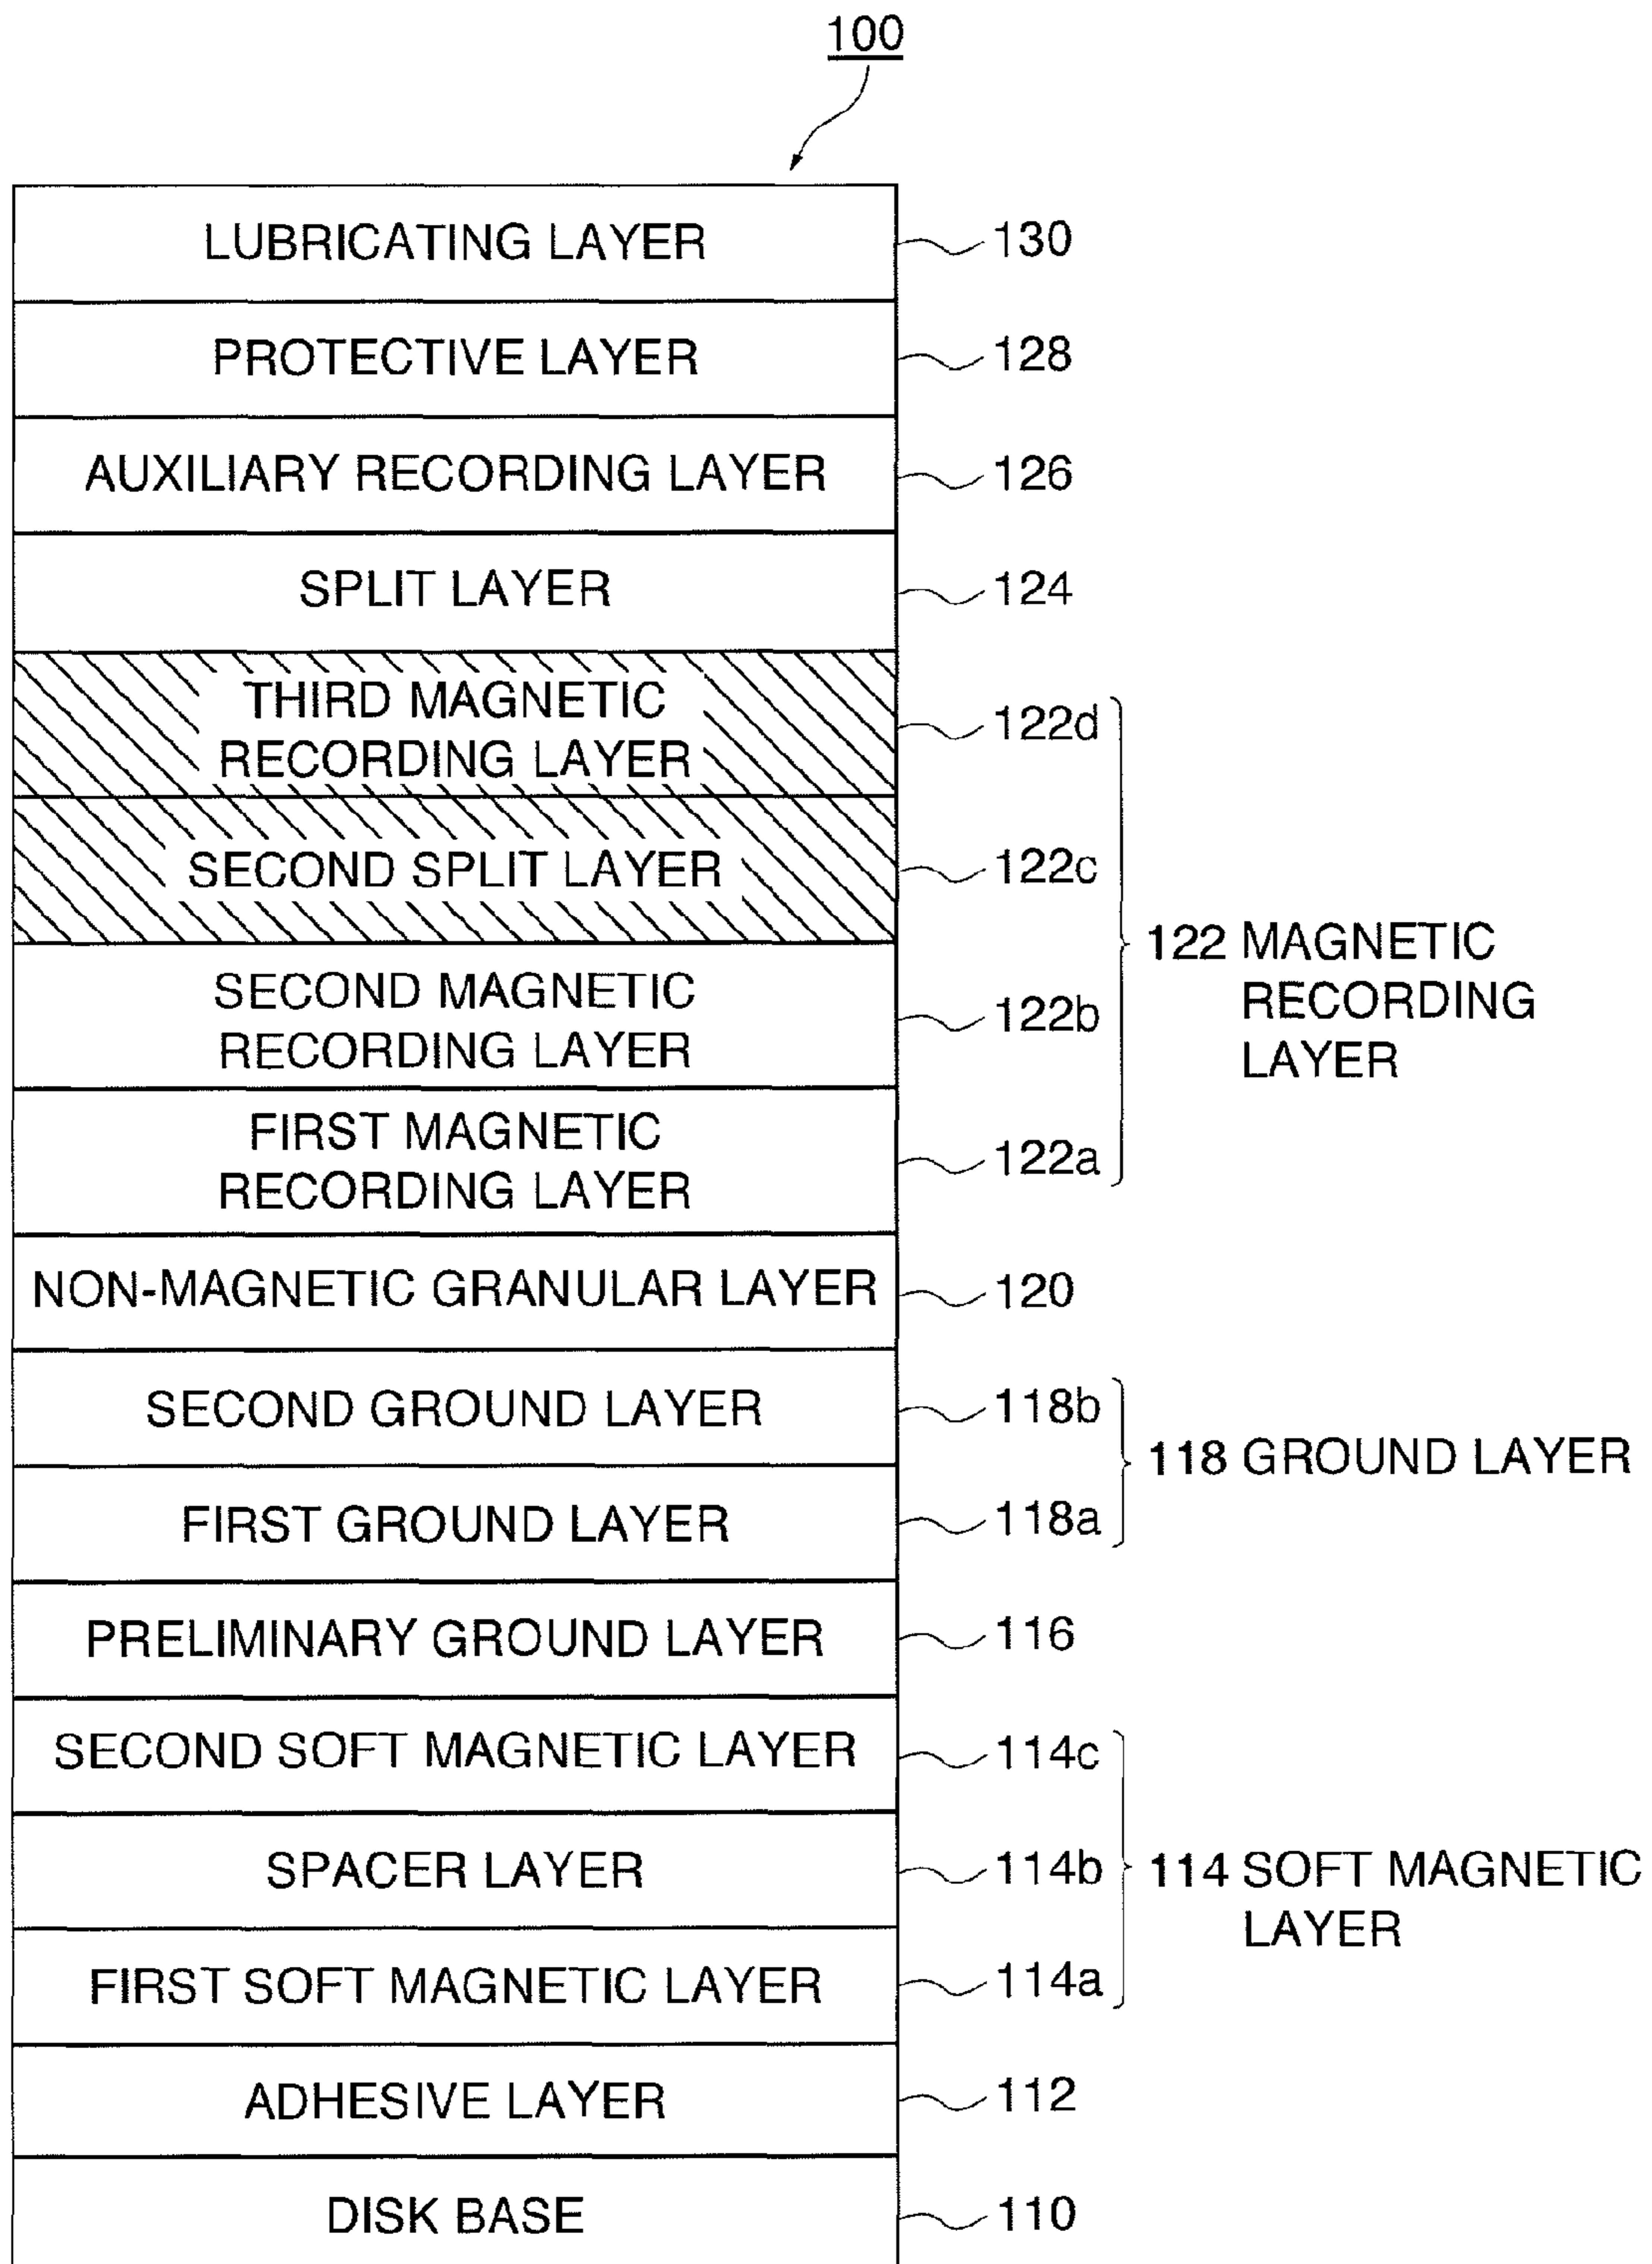 100
LUBRICATING LAYER 130
PROTECTIVE LAYER 128
AUXILIARY RECORDING LAYER 126
SPLIT LAYER 124
THIRD MAGNETIC
RECORDING LAYER 122d
SECOND SPLIT LAYER 122c
SECOND MAGNETIC
RECORDING LAYER 122b
FIRST MAGNETIC
RECORDING LAYER 122a
122 MAGNETIC
RECORDING
LAYER
NON-MAGNETIC GRANULAR LAYER 120
SECOND GROUND LAYER 118b
FIRST GROUND LAYER 118a
118 GROUND LAYER
PRELIMINARY GROUND LAYER 116
SECOND SOFT MAGNETIC LAYER 114c
SPACER LAYER 114b
FIRST SOFT MAGNETIC LAYER 114a
114 SOFT MAGNETIC
LAYER
ADHESIVE LAYER 112
DISK BASE 110